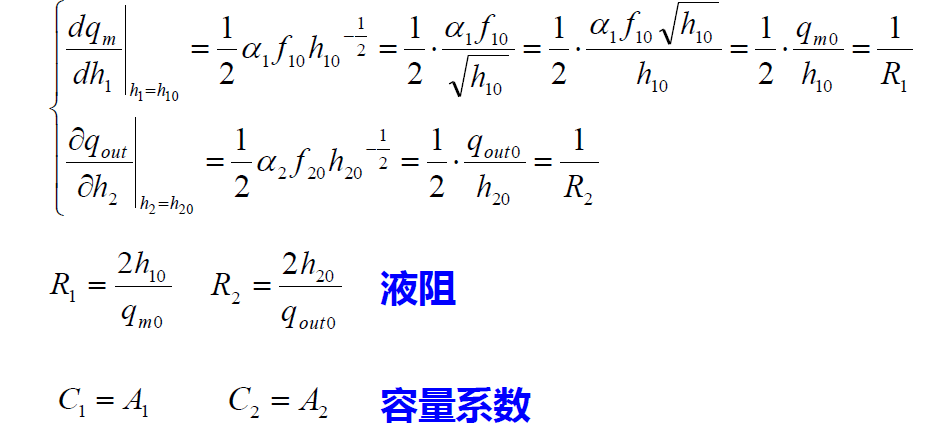 $\left\{ \left. \frac{dq_m}{dh_1} \right|_{h_1=h_{10}} = \frac{1}{2} \alpha_1 f_{10} h_{10}^{-\frac{1}{2}} = \frac{1}{2} \cdot \frac{\alpha_1 f_{10}}{\sqrt{h_{10}}} = \frac{1}{2} \cdot \frac{\alpha_1 f_{10} \sqrt{h_{10}}}{h_{10}} = \frac{1}{2} \cdot \frac{q_{m0}}{h_{10}} = \frac{1}{R_1} \right.$
$\left. \frac{\partial q_{out}}{\partial h_2} \right|_{h_2=h_{20}} = \frac{1}{2} \alpha_2 f_{20} h_{20}^{-\frac{1}{2}} = \frac{1}{2} \cdot \frac{q_{out0}}{h_{20}} = \frac{1}{R_2}$
$R_1 = \frac{2h_{10}}{q_{m0}}$ $R_2 = \frac{2h_{20}}{q_{out0}}$ 液阻
$C_1 = A_1$ $C_2 = A_2$ 容量系数